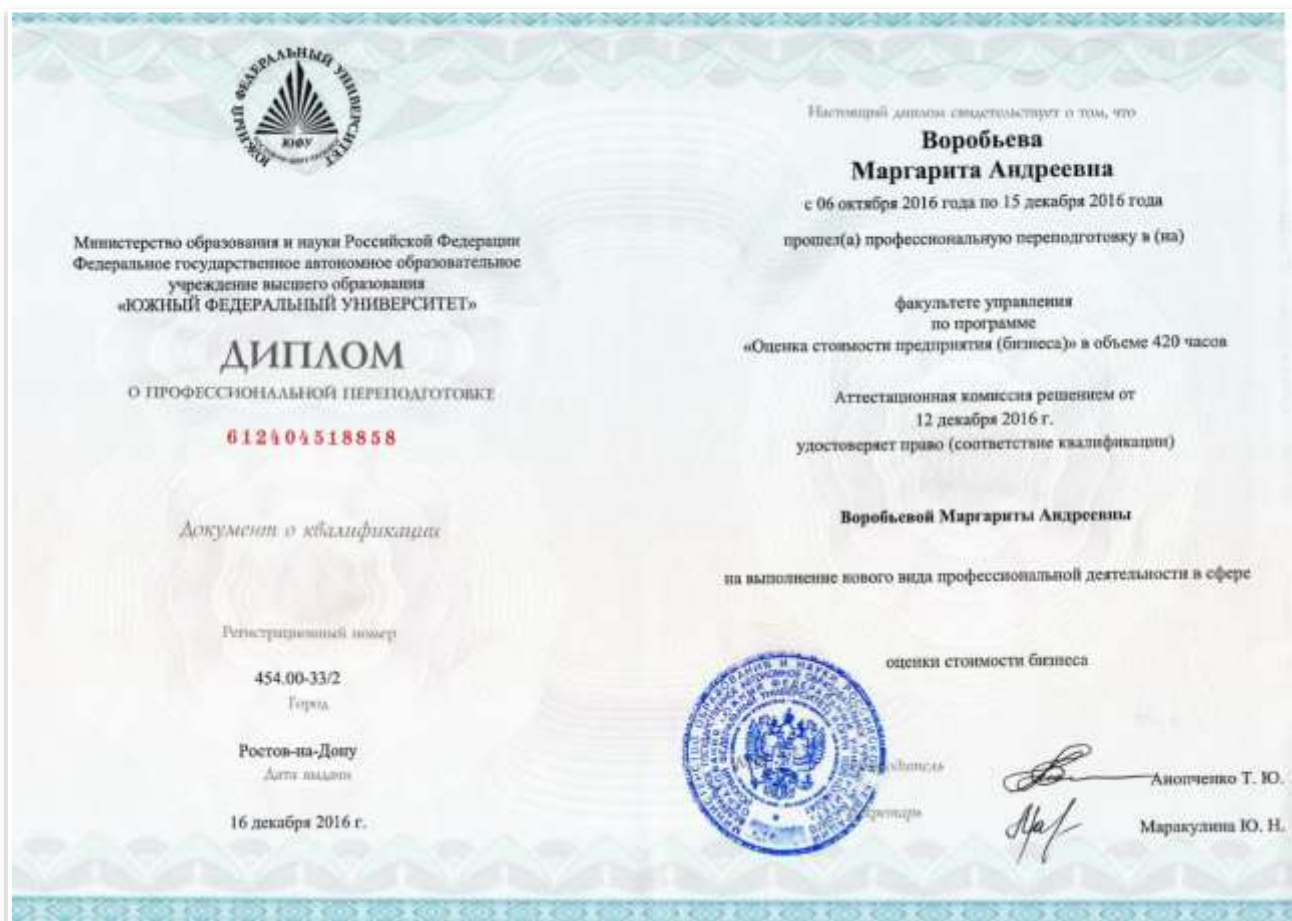 ЮЖНЫЙ ФЕДЕРАЛЬНЫЙ УНИВЕРСИТЕТ
ЮФУ
Министерство образования и науки Российской Федерации
Федеральное государственное автономное образовательное
учреждение высшего образования
«ЮЖНЫЙ ФЕДЕРАЛЬНЫЙ УНИВЕРСИТЕТ»
ДИПЛОМ
О ПРОФЕССИОНАЛЬНОЙ ПЕРЕПОДГОТОВКЕ
612404518858
Документ о квалификации
Регистрационный номер
454.00-33/2
Город
Ростов-на-Дону
Дата выдачи
16 декабря 2016 г.
Настоящий диплом свидетельствует о том, что
Воробьева
Маргарита Андреевна
с 06 октября 2016 года по 15 декабря 2016 года
прошел(а) профессиональную переподготовку в (на)
факультете управления
по программе
«Оценка стоимости предприятия (бизнеса)» в объеме 420 часов
Аттестационная комиссия решением от
12 декабря 2016 г.
удостоверяет право (соответствие квалификации)
Воробьевой Маргариты Андреевны
на выполнение нового вида профессиональной деятельности в сфере
оценки стоимости бизнеса
Анопченко Т. Ю.
Маракулина Ю. Н.